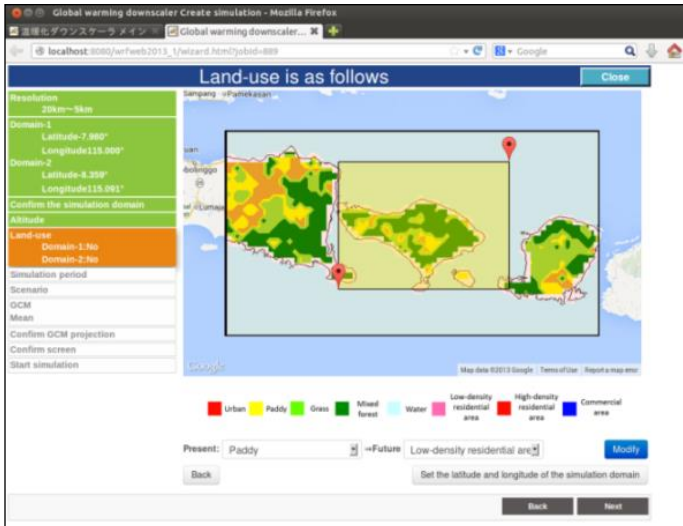 Global warming downscaler Create simulation - Mozilla Firefox
温暖化ダウンスケーラ メイン
Global warming downscaler...
localhost:8080/wrfweb2013_1/wizard.html?jobid=889
Google
Land-use is as follows
Close
Resolution
20km～5km
Domain-1
Latitude-7.960°
Longitude115.000°
Domain-2
Latitude-8.359°
Longitude115.091°
Confirm the simulation domain
Altitude
Land-use
Domain-1:No
Domain-2:No
Simulation period
Scenario
GCM
Mean
Confirm GCM projection
Confirm screen
Start simulation
Sampang
Pamekasan
Google
Map data ©2013 Google
Terms of Use
Report a map error
Urban
Paddy
Grass
Mixed forest
Water
Low-density residential area
High-density residential area
Commercial area
Present:
Paddy
⇒Future
Low-density residential are
Modify
Back
Set the latitude and longitude of the simulation domain
Back
Next